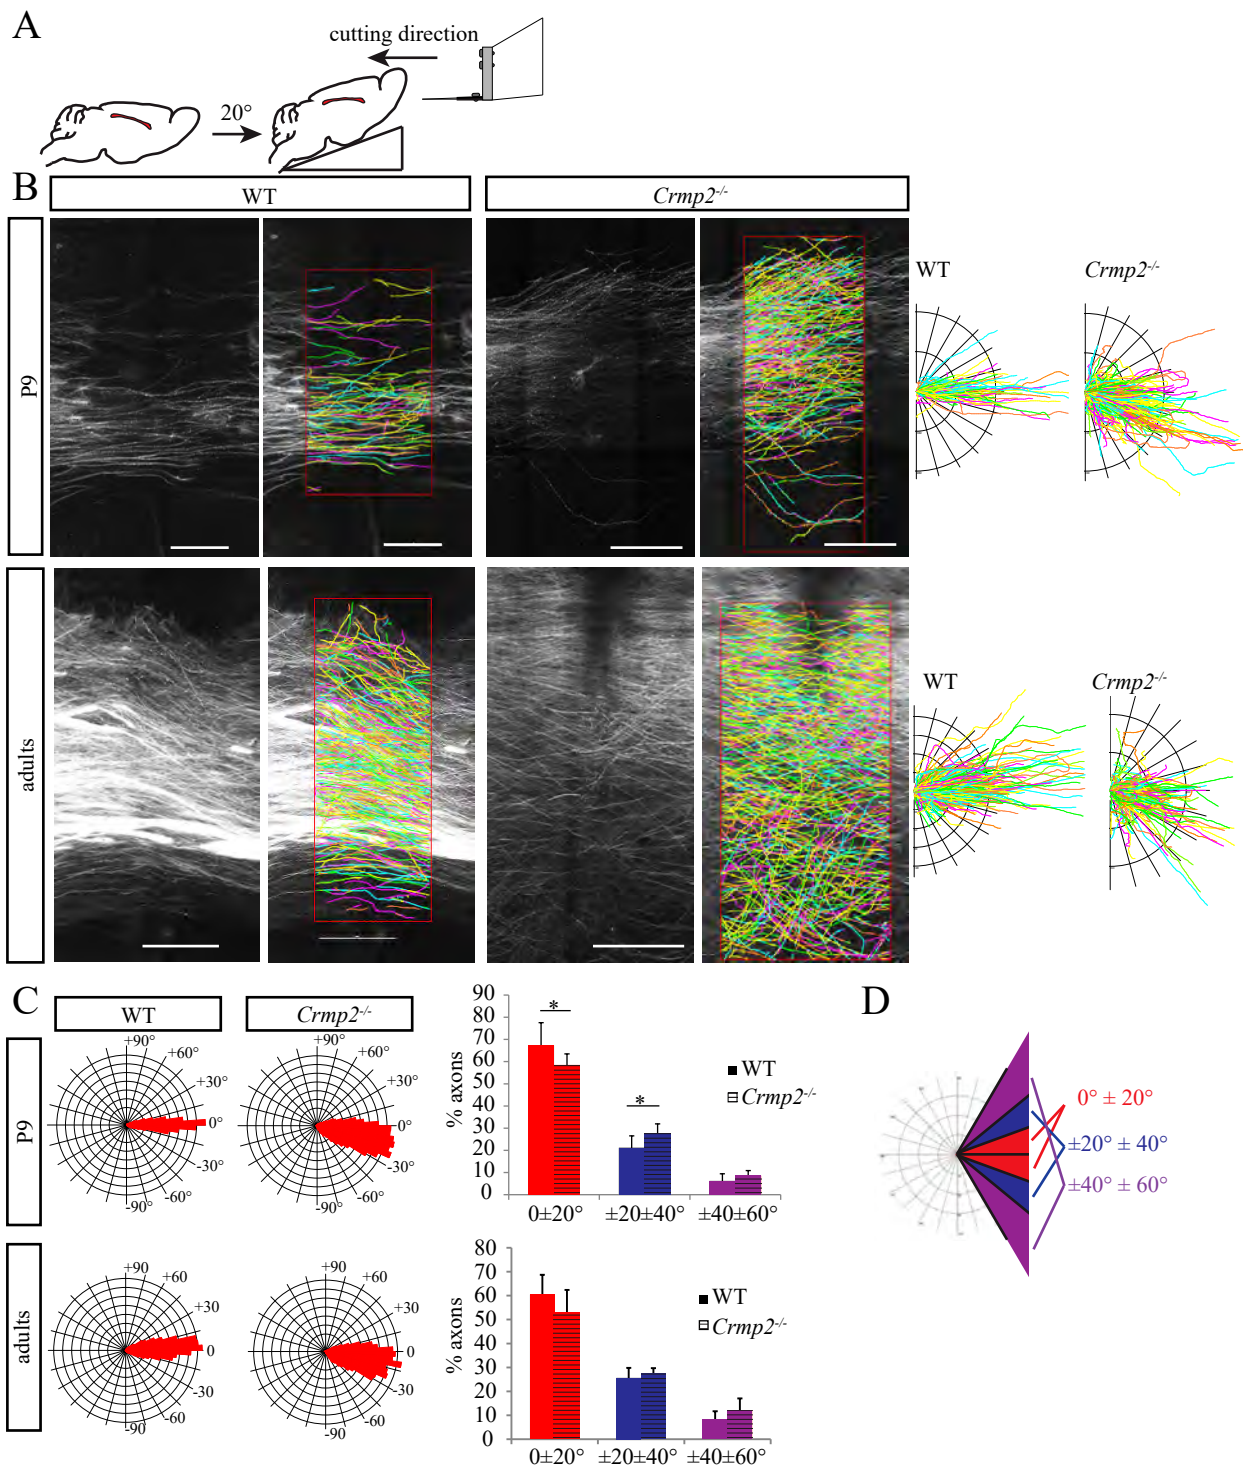 A
cutting direction
20°
B
WT
Crmp2-/-
P9
WT
Crmp2-/-
adults
WT
Crmp2-/-
C
WT
Crmp2-/-
P9
+90°
+60°
+30°
0°
-30°
-60°
-90°
+90°
+60°
+30°
0°
-30°
-60°
-90°
% axons
90
80
70
60
50
40
30
20
10
0
*
*
WT
Crmp2-/-
0±20°
±20±40°
±40±60°
D
0° ± 20°
±20° ± 40°
±40° ± 60°
adults
+90
+60
+30
0
-30
-60
-90
+90
+60
+30
0
-30
-60
-90
% axons
80
70
60
50
40
30
20
10
0
WT
Crmp2-/-
0±20°
±20±40°
±40±60°